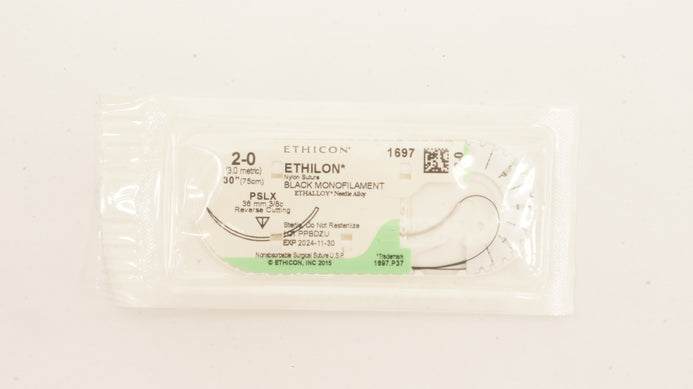 ETHICON*
2-0
(3.0 metric)
30"(75cm)
PSLX
36 mm 3/8c
Reverse Cutting
ETHILON*
Nylon Suture
BLACK MONOFILAMENT
ETHALLOY* Needle Alloy
Sterile, Do Not Resterilize
LOT PPBDZU
EXP 2024-11-30
Nonabsorbable Surgical Suture U.S.P.
© ETHICON, INC 2015
1697
*Trademark
1697.P37